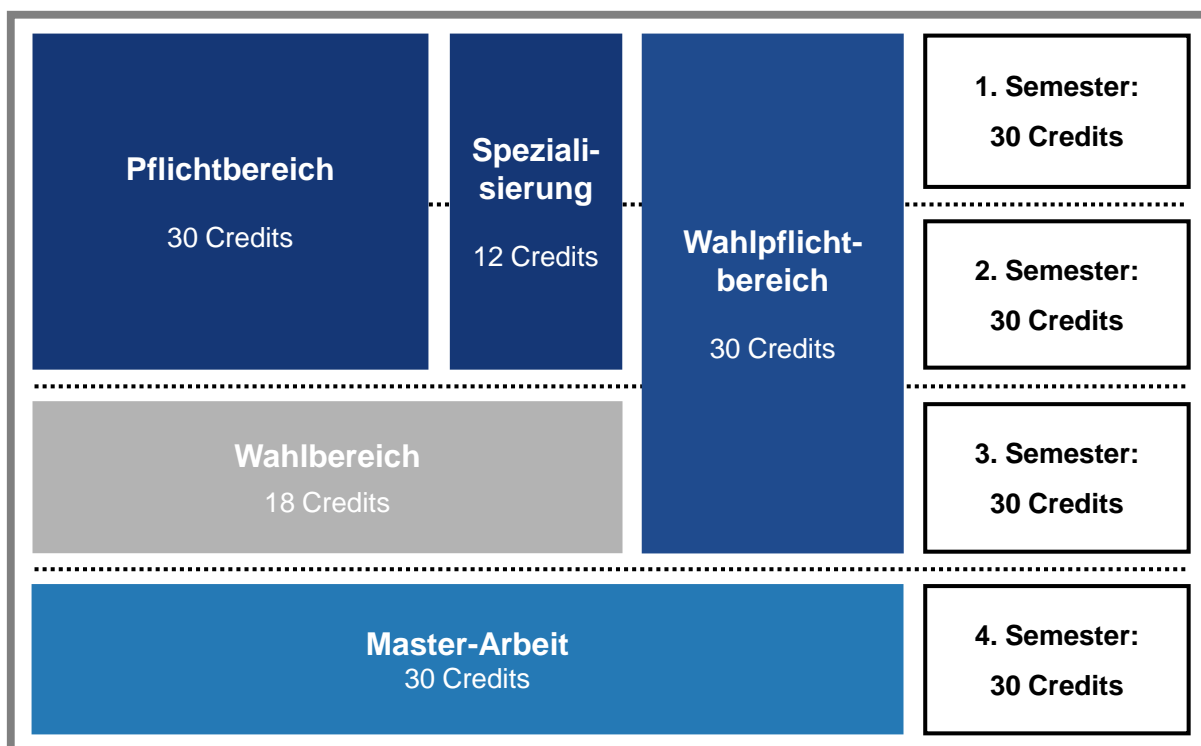 Pflichtbereich
30 Credits
Speziali-
sierung
12 Credits
Wahlpflicht-
bereich
30 Credits
1. Semester:
30 Credits
2. Semester:
30 Credits
Wahlbereich
18 Credits
3. Semester:
30 Credits
Master-Arbeit
30 Credits
4. Semester:
30 Credits